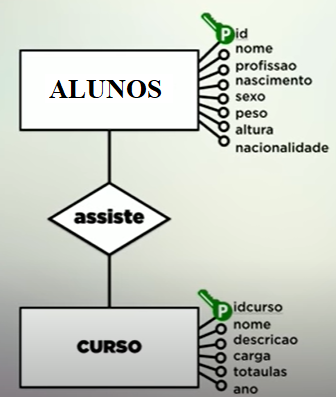 P
id
nome
profissao
nascimento
sexo
peso
altura
nacionalidade
ALUNOS
assiste
P
idcurso
nome
descricao
carga
totaulas
ano
CURSO